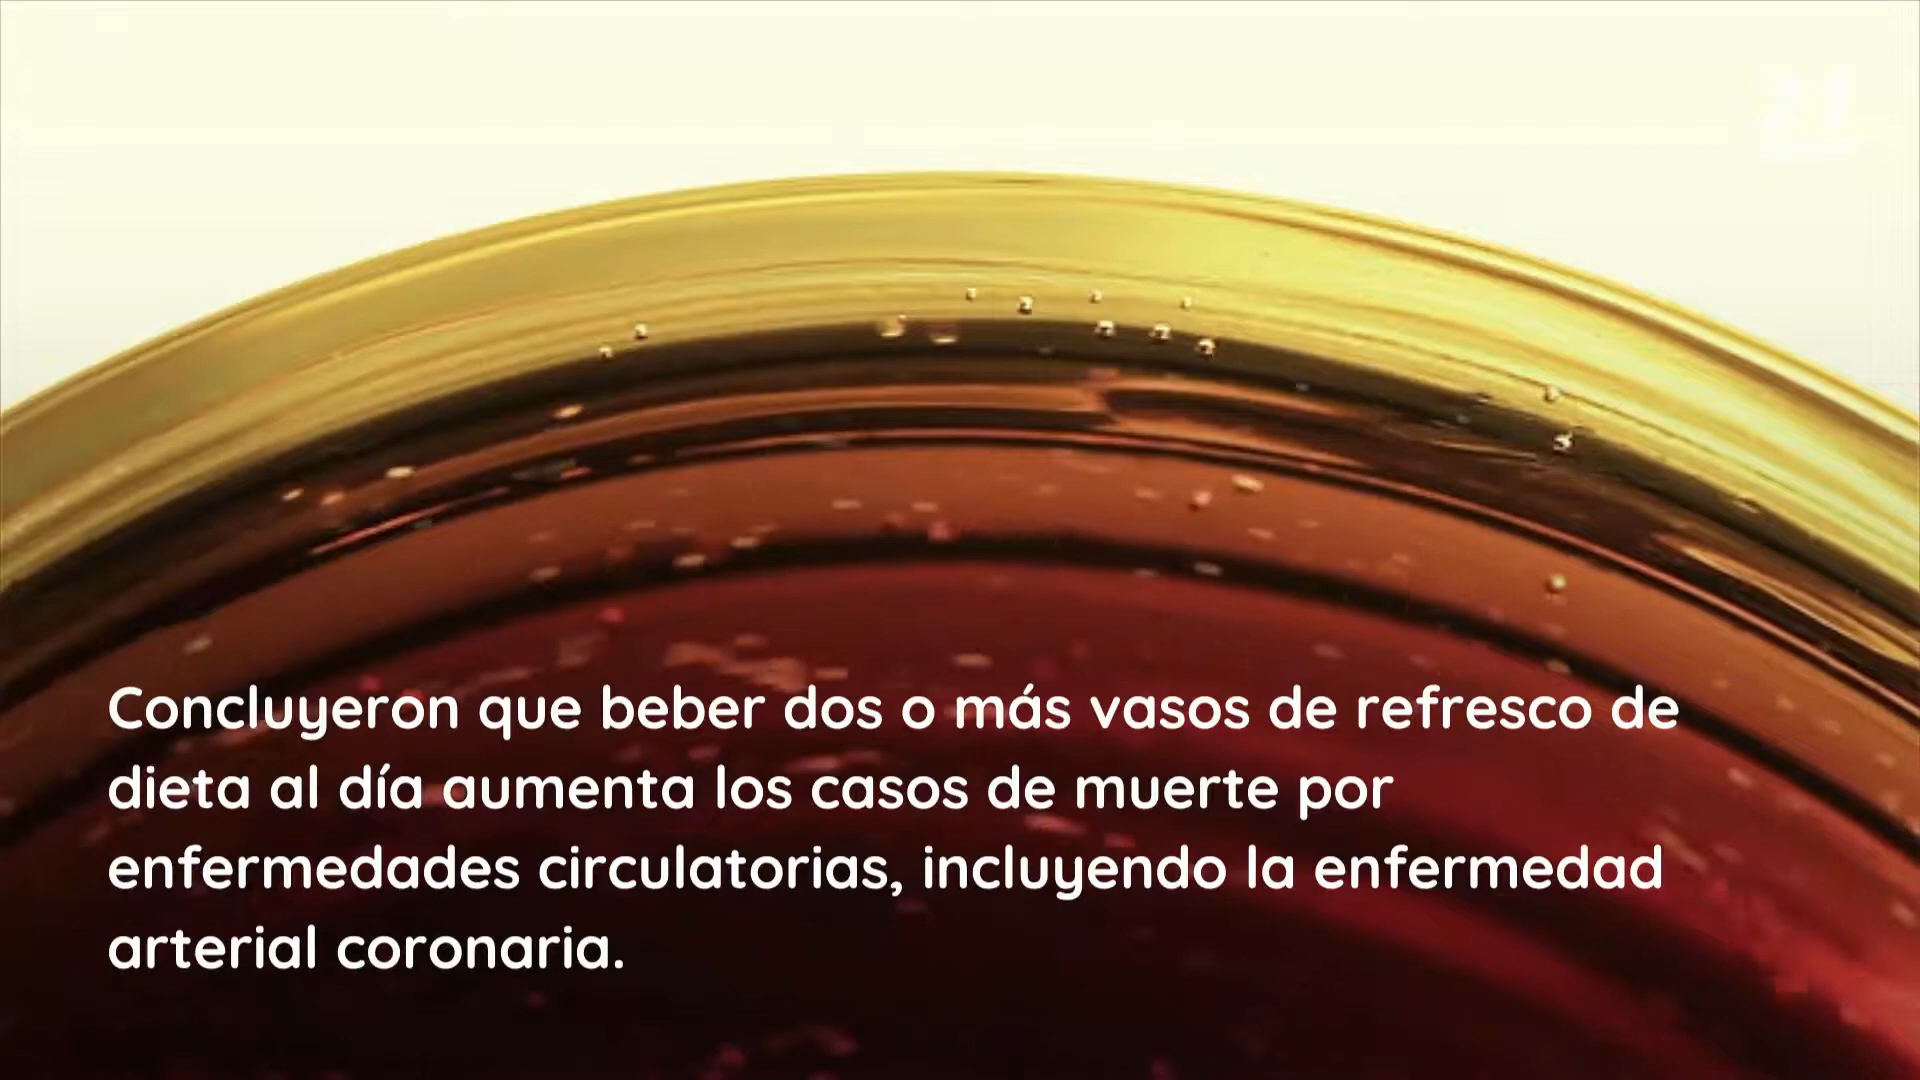 Concluyeron que beber dos o más vasos de refresco de
dieta al día aumenta los casos de muerte por
enfermedades circulatorias, incluyendo la enfermedad
arterial coronaria.